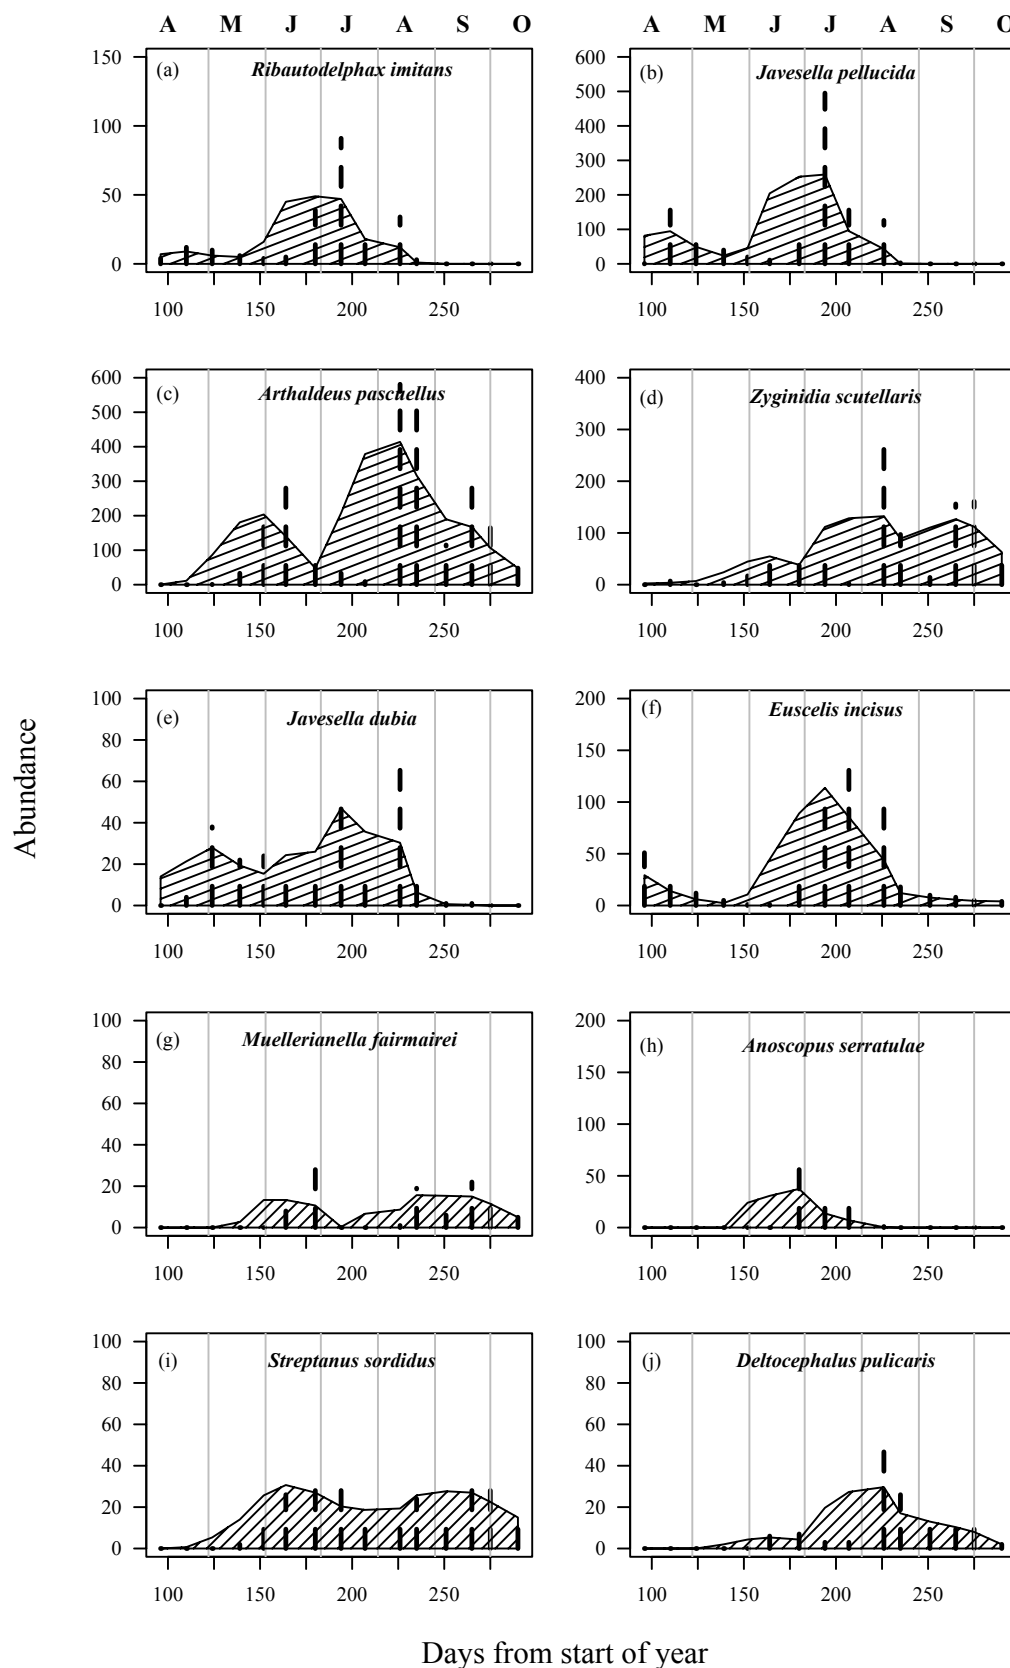 A M J J A S O A M J J A S O
(a) Ribautodelphax imitans
150
100
50
0
100 150 200 250
(b) Javesella pellucida
600
500
400
300
200
100
0
100 150 200 250
(c) Arthaldeus pascuellus
600
500
400
300
200
100
0
100 150 200 250
(d) Zyginidia scutellaris
400
300
200
100
0
100 150 200 250
(e) Javesella dubia
100
80
60
40
20
0
100 150 200 250
(f) Euscelis incisus
200
150
100
50
0
100 150 200 250
(g) Muellerianella fairmairei
100
80
60
40
20
0
100 150 200 250
(h) Anoscopus serratulae
200
150
100
50
0
100 150 200 250
(i) Streptanus sordidus
100
80
60
40
20
0
100 150 200 250
(j) Deltocephalus pulicaris
100
80
60
40
20
0
100 150 200 250
Abundance
Days from start of year